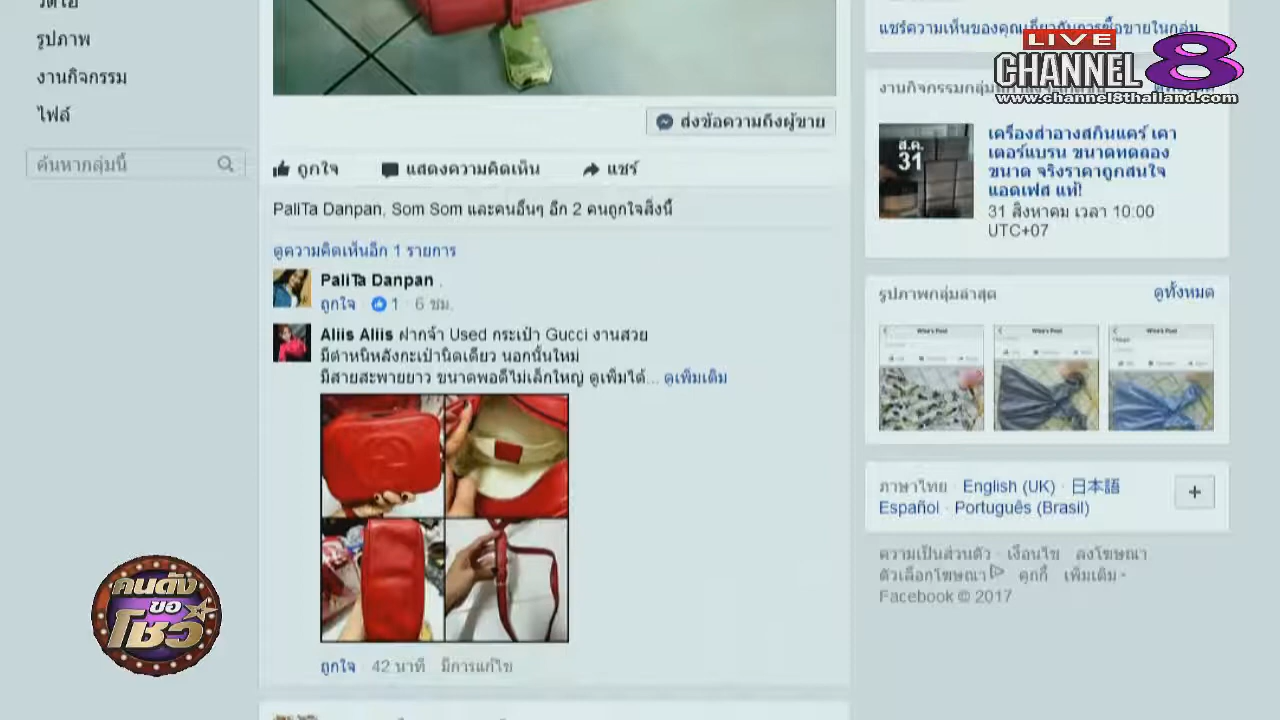 รูปภาพ
งานกิจกรรม
ไฟล์
ค้นหากลุ่มนี้
ส่งข้อความถึงผู้ขาย
ถูกใจ แสดงความคิดเห็น แชร์
PaliTa Danpan, Som Som และคนอื่นๆ อีก 2 คนถูกใจสิ่งนี้
ดูความคิดเห็นอีก 1 รายการ
PaliTa Danpan .
ถูกใจ · 1 · 6 ชม.
Aliis Aliis ฝากจ้า Used กระเป๋า Gucci งานสวย
มีตำหนิหลังกะเป๋านิดเดียว นอกนั้นใหม่
มีสายสะพายยาว ขนาดพอดีไม่เล็กใหญ่ ดูเพิ่มได้... ดูเพิ่มเติม
ถูกใจ · 42 นาที · มีการแก้ไข
แชร์ความเห็นของคุณเกี่ยวกับการซื้อขายในกลุ่ม
LIVE
CHANNEL 8
www.channel8thailand.com
ส.ค.
31
เครื่องสำอางสกินแคร์ เคา
เตอร์แบรน ขนาดทดลอง
ขนาด จริงราคาถูกสนใจ
แอดเฟส แท้!
31 สิงหาคม เวลา 10:00
UTC+07
รูปภาพกลุ่มล่าสุด ดูทั้งหมด
ภาษาไทย · English (UK) · 日本語
Español · Português (Brasil)
+
ความเป็นส่วนตัว · เงื่อนไข · ลงโฆษณา
ตัวเลือกโฆษณา · คุกกี้ · เพิ่มเติม
Facebook © 2017
คนดัง
ขอ
โชว์